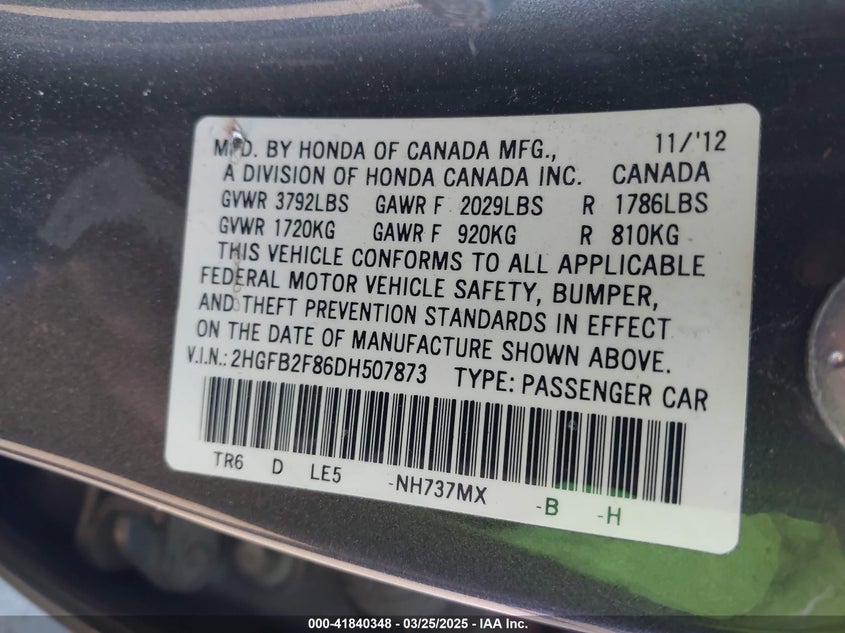 MFD. BY HONDA OF CANADA MFG., 11/'12
A DIVISION OF HONDA CANADA INC. CANADA
GVWR 3792LBS GAWR F 2029LBS R 1786LBS
GVWR 1720KG GAWR F 920KG R 810KG
THIS VEHICLE CONFORMS TO ALL APPLICABLE
FEDERAL MOTOR VEHICLE SAFETY, BUMPER,
AND THEFT PREVENTION STANDARDS IN EFFECT
ON THE DATE OF MANUFACTURE SHOWN ABOVE.
V.I.N.: 2HGFB2F86DH507873 TYPE: PASSENGER CAR
TR6 D LE5 -NH737MX -B -H
000-41840348 - 03/25/2025 - IAA Inc.